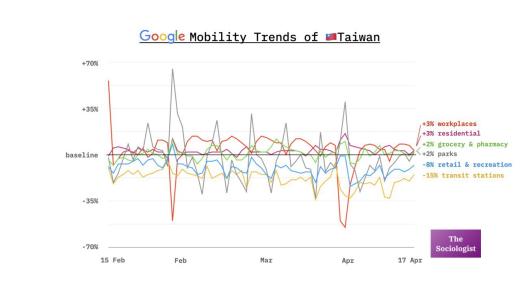 Google Mobility Trends of 🇹🇼Taiwan
+70%
+35%
baseline
-35%
-70%
15 Feb
Feb
Mar
Apr
17 Apr
+3% workplaces
+3% residential
+2% grocery & pharmacy
+2% parks
-8% retail & recreation
-15% transit stations
The
Sociologist